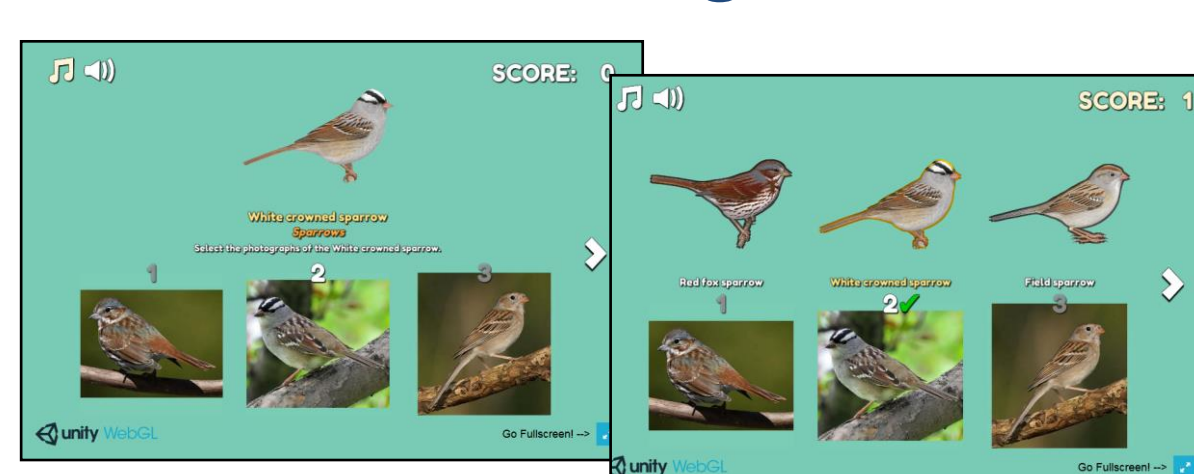 SCORE: 0
White crowned sparrow
Sparrows
Select the photographs of the White crowned sparrow.
1 2 3
unity WebGL
Go Fullscreen! -->
SCORE: 1
Red fox sparrow White crowned sparrow Field sparrow
1 2 3
unity WebGL
Go Fullscreen! -->